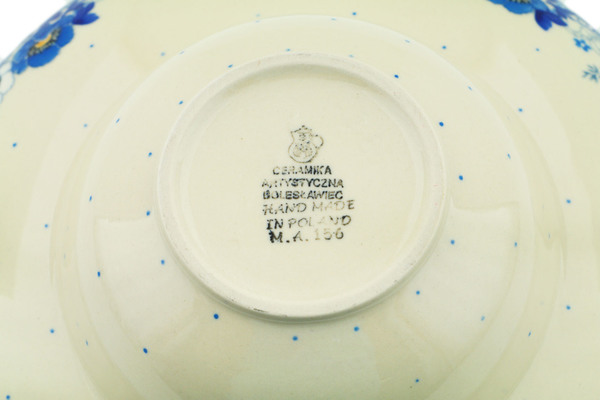 CERAMIKA
ARTYSTYCZNA
BOLESŁAWIEC
HAND MADE
IN POLAND
M.A. 156